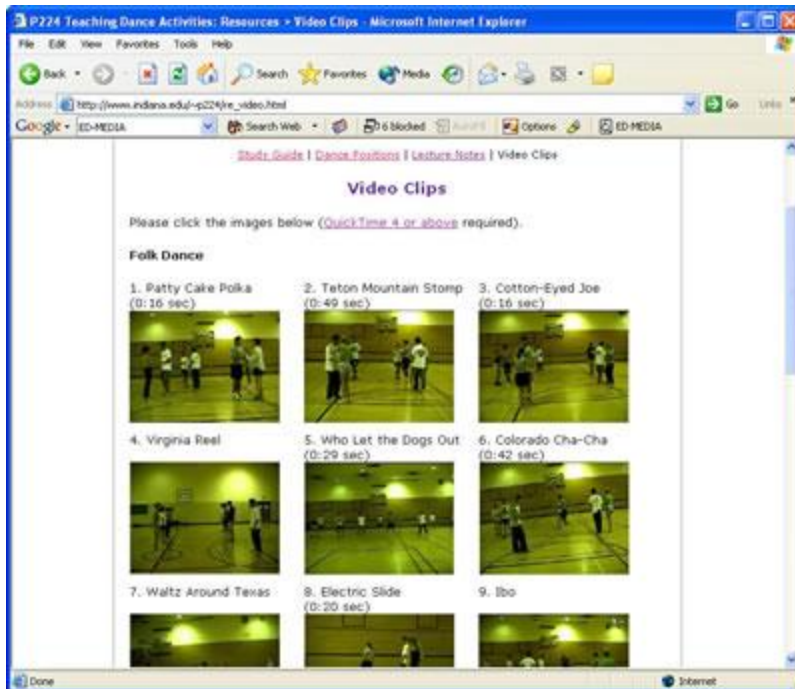 P224 Teaching Dance Activities: Resources > Video Clips - Microsoft Internet Explorer
File Edit View Favorites Tools Help
Back Search Favorites Media
Address http://www.indiana.edu/~p224/re_video.html Go Links »
Google ED-MEDIA Search Web 6 blocked AutoFill Options ED-MEDIA
Study Guide | Dance Positions | Lecture Notes | Video Clips
Video Clips
Please click the images below (QuickTime 4 or above required).
Folk Dance
1. Patty Cake Polka
(0:16 sec)
2. Teton Mountain Stomp
(0:49 sec)
3. Cotton-Eyed Joe
(0:16 sec)
4. Virginia Reel
5. Who Let the Dogs Out
(0:29 sec)
6. Colorado Cha-Cha
(0:42 sec)
7. Waltz Around Texas
8. Electric Slide
(0:20 sec)
9. Ibo
Done Internet